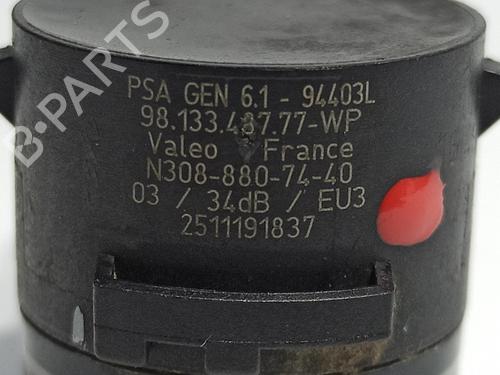 PSA GEN 6.1 - 94403L
98.133.487.77-WP
Valeo France
N308-880-74-40
03 / 34dB / EU3
2511191837
B-PARTS